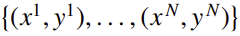 {(x¹, y¹), . . . , (xᴺ, yᴺ)}